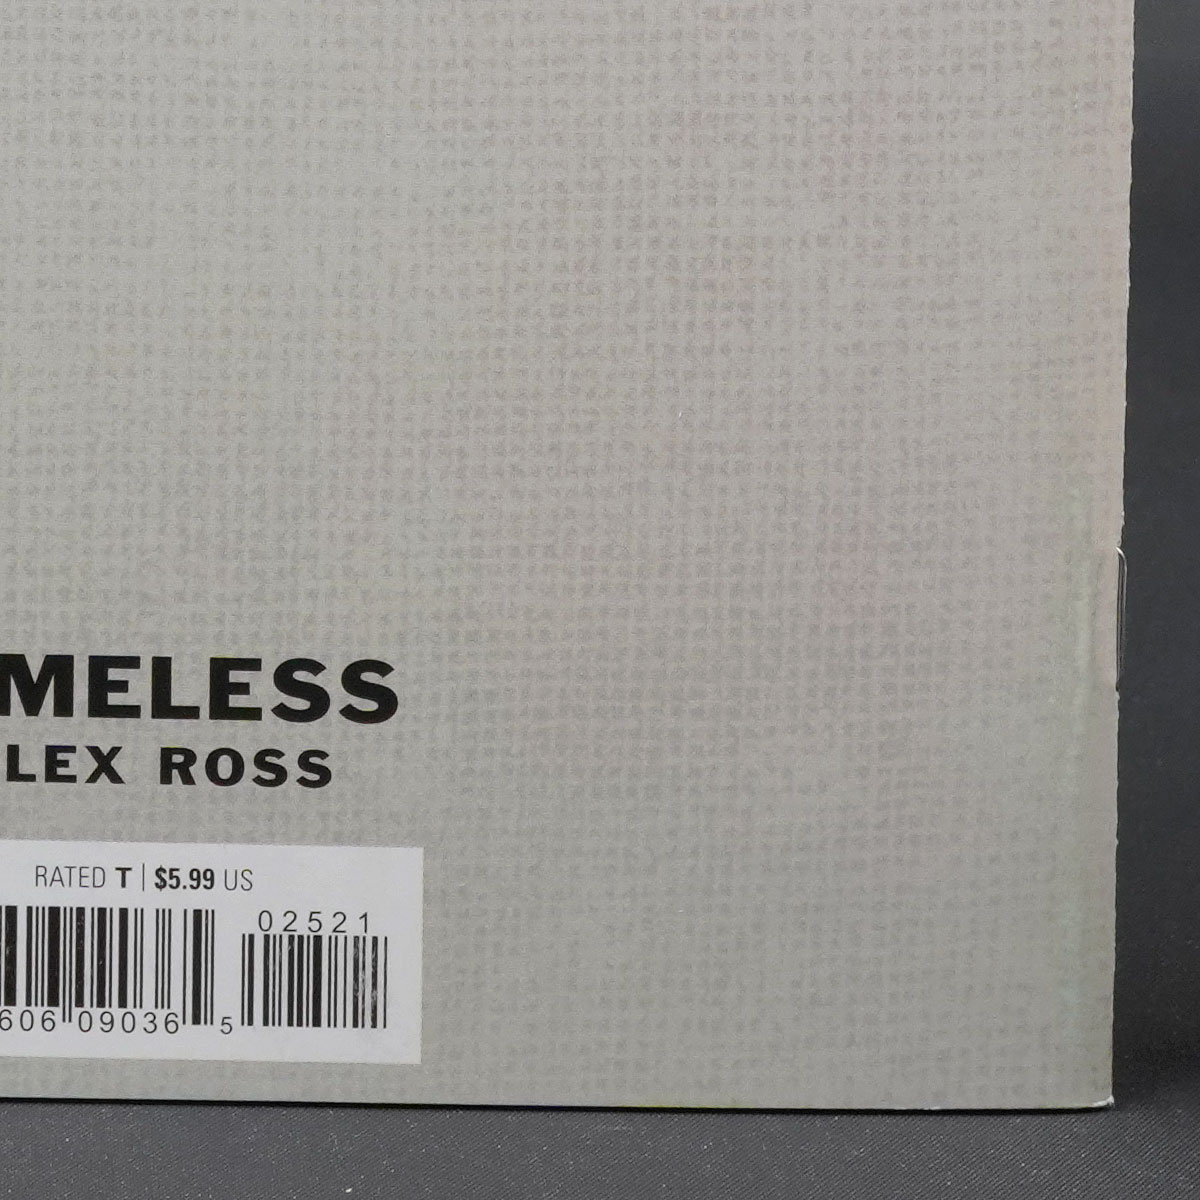 MELESS
LEX ROSS
RATED T | $5.99 US
02521
606 09036 5